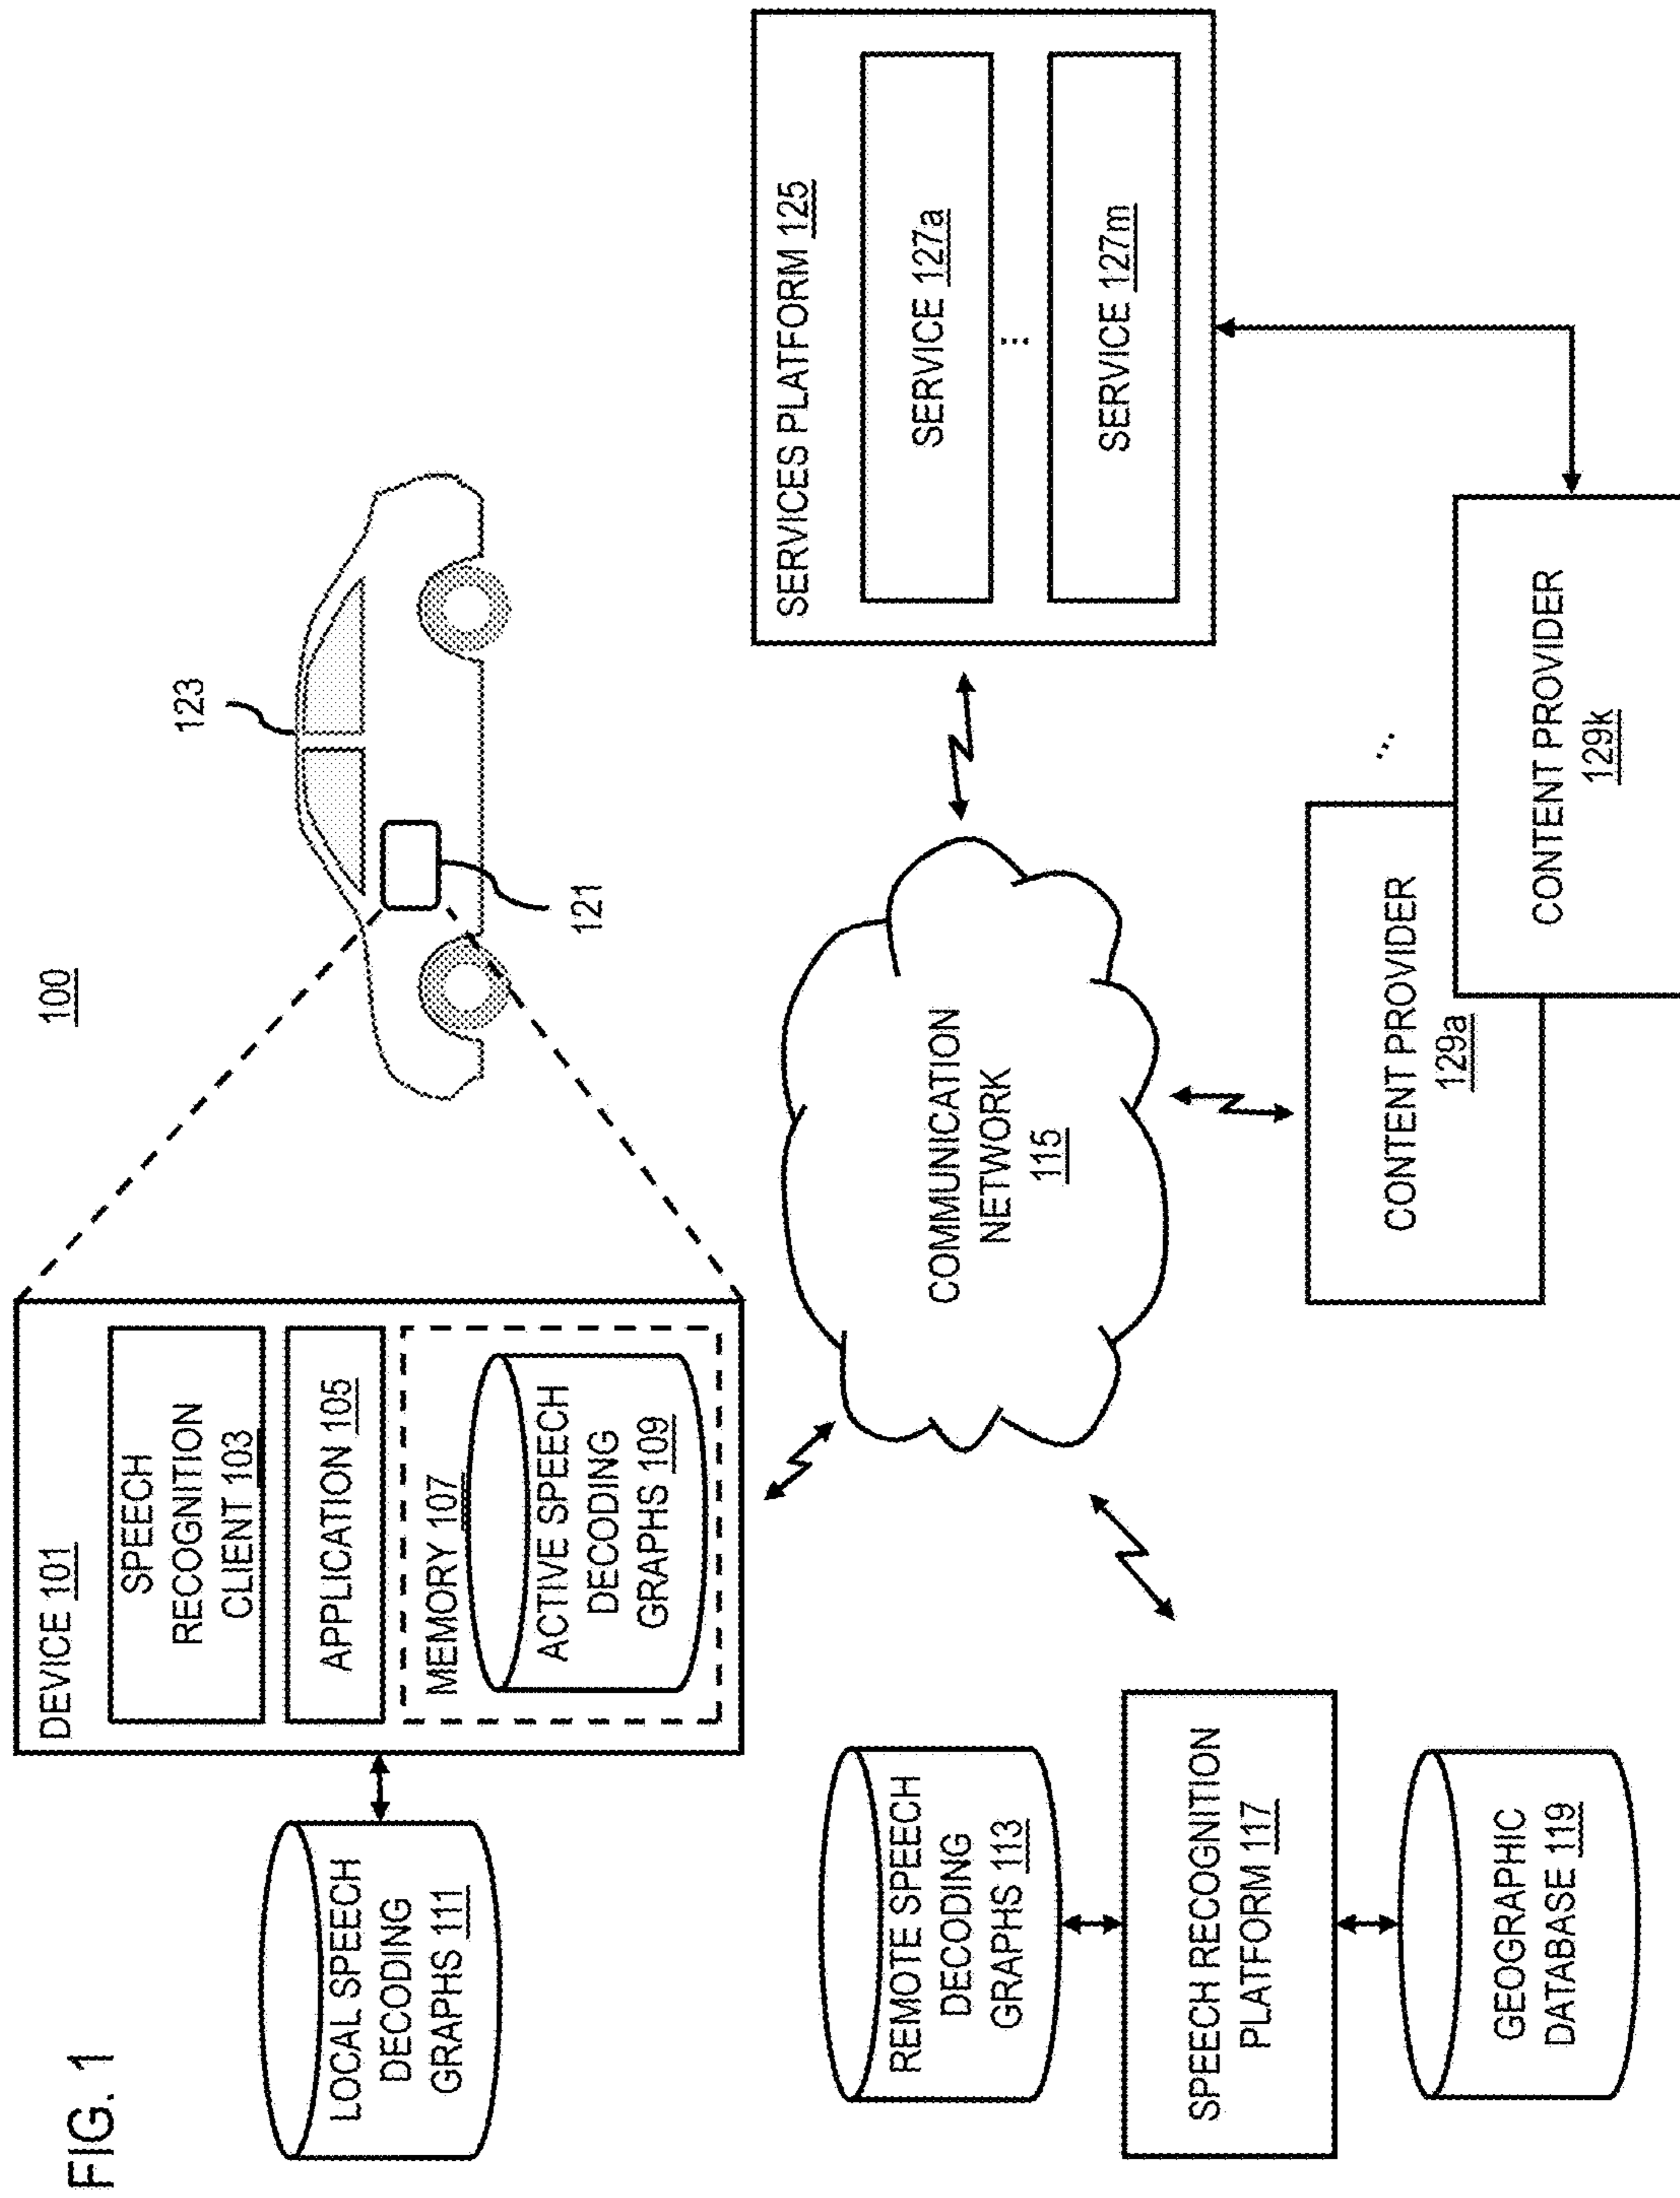 FIG. 1
100
LOCAL SPEECH
DECODING
GRAPHS 111
DEVICE 101
SPEECH
RECOGNITION
CLIENT 103
APPLICATION 105
MEMORY 107
ACTIVE SPEECH
DECODING
GRAPHS 109
123
121
REMOTE SPEECH
DECODING
GRAPHS 113
SPEECH RECOGNITION
PLATFORM 117
GEOGRAPHIC
DATABASE 119
COMMUNICATION
NETWORK
115
SERVICES PLATFORM 125
SERVICE 127a
...
SERVICE 127m
CONTENT PROVIDER
129a
...
CONTENT PROVIDER
129k